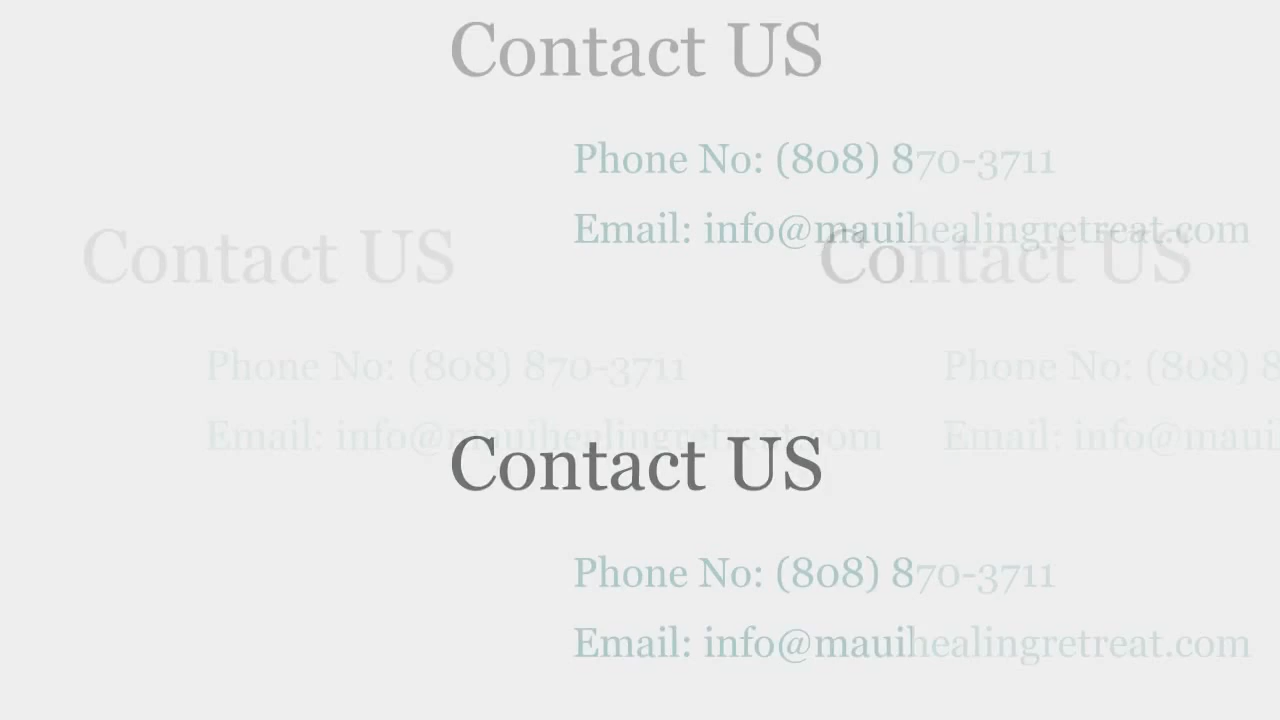 Contact US
Phone No: (808) 870-3711
Email: info@mauihealingretreat.com
Contact US
Contact US
Phone No: (808) 870-3711
Phone No: (808) 8
Email: info@mauihealingretreat.com
Email: info@maui
Contact US
Phone No: (808) 870-3711
Email: info@mauihealingretreat.com